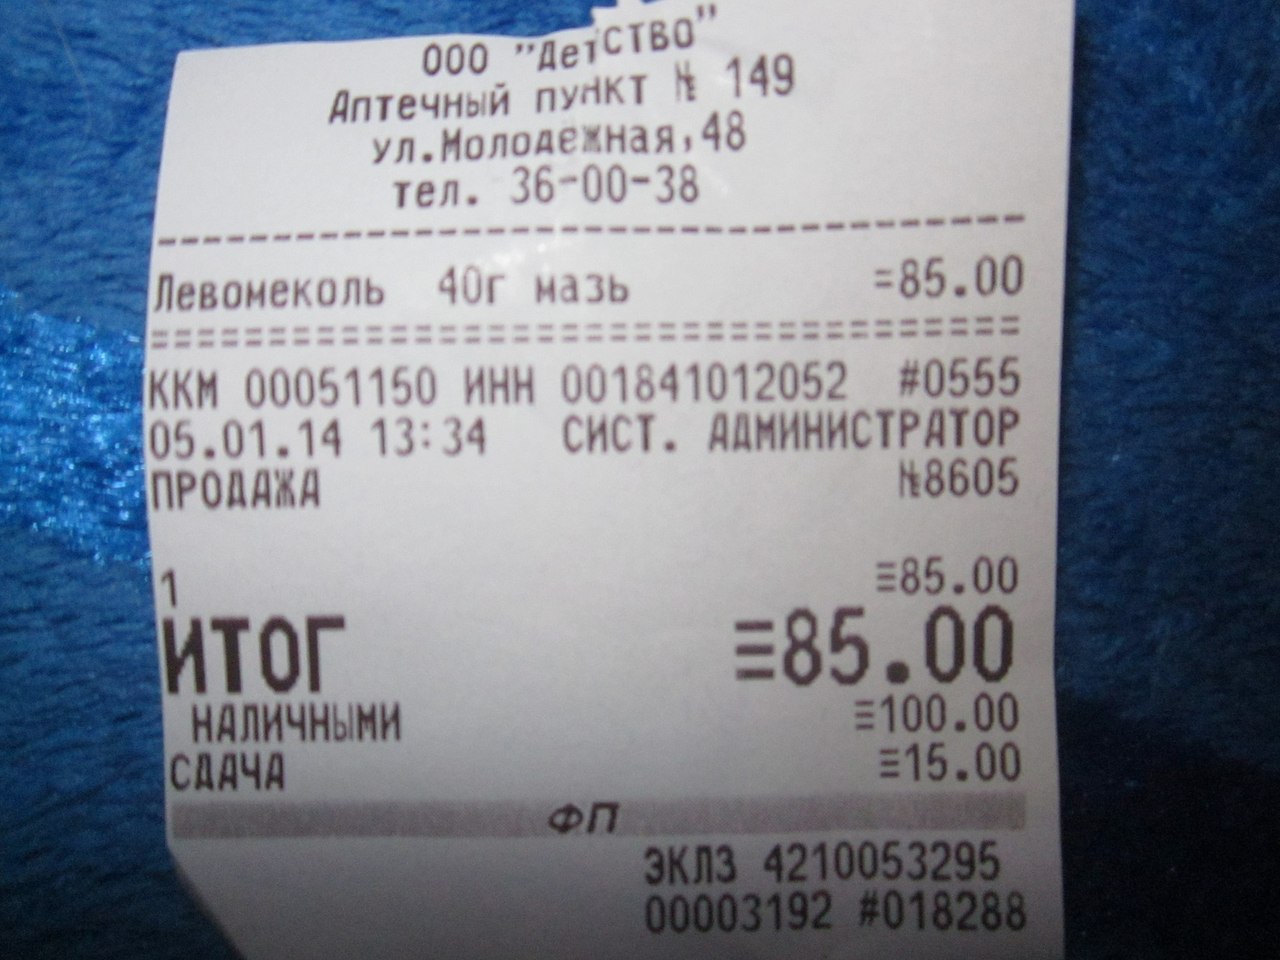 ООО "ДетСТВО"
Аптечный пункт № 149
ул.Молодежная,48
тел. 36-00-38
Левомеколь 40г мазь =85.00
ККМ 00051150 ИНН 001841012052 #0555
05.01.14 13:34 СИСТ. АДМИНИСТРАТОР
ПРОДАЖА №8605
1 ≡85.00
ИТОГ ≡85.00
НАЛИЧНЫМИ ≡100.00
СДАЧА ≡15.00
ФП
ЭКЛЗ 4210053295
00003192 #018288